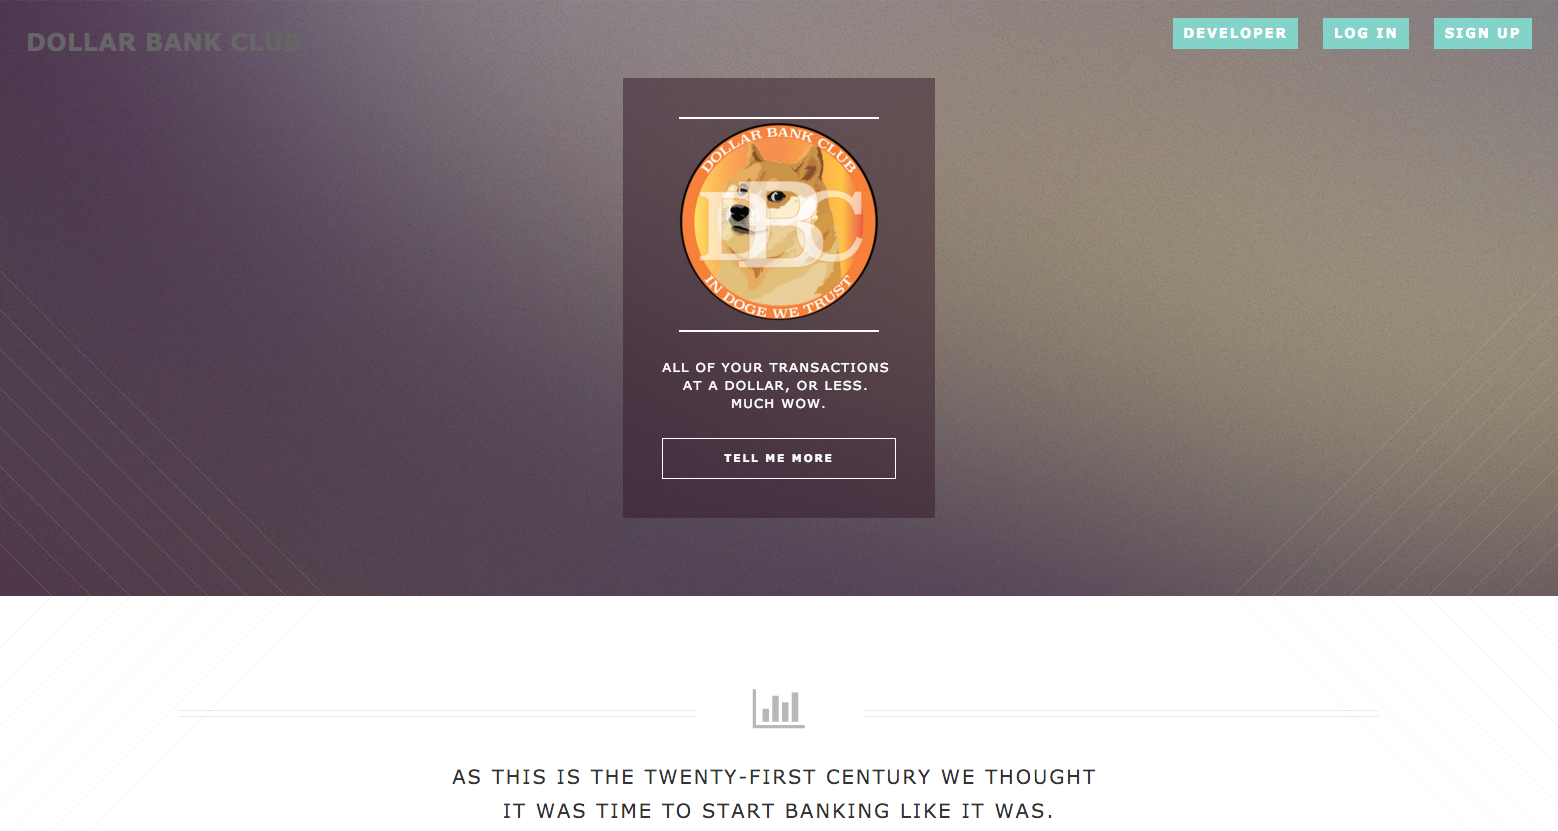 DOLLAR BANK CLUB
DEVELOPER
LOG IN
SIGN UP
DOLLAR BANK CLUB
DBC
IN DOGE WE TRUST
ALL OF YOUR TRANSACTIONS
AT A DOLLAR, OR LESS.
MUCH WOW.
TELL ME MORE
AS THIS IS THE TWENTY-FIRST CENTURY WE THOUGHT
IT WAS TIME TO START BANKING LIKE IT WAS.